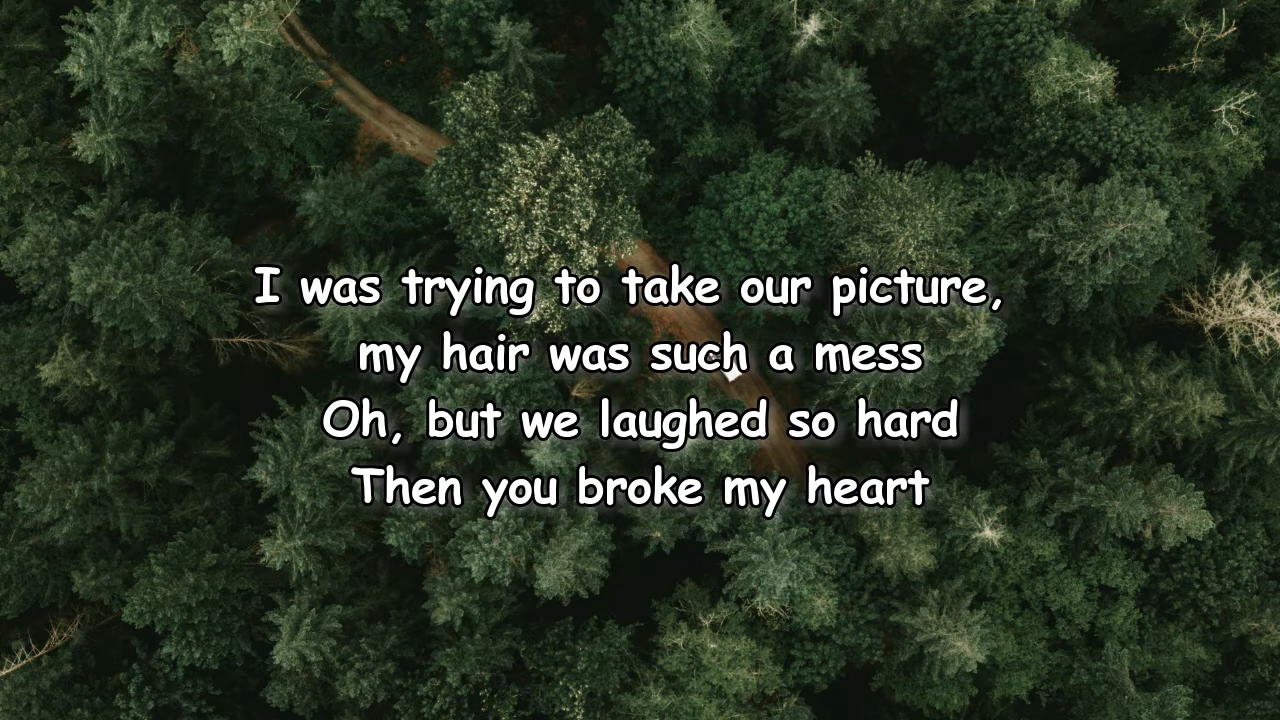 I was trying to take our picture,
my hair was such a mess
Oh, but we laughed so hard
Then you broke my heart